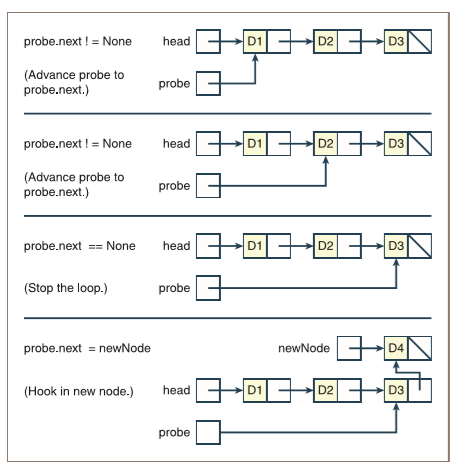 probe.next ! = None head D1 D2 D3
(Advance probe to
probe.next.) probe
probe.next ! = None head D1 D2 D3
(Advance probe to
probe.next.) probe
probe.next == None head D1 D2 D3
(Stop the loop.) probe
probe.next = newNode newNode D4
(Hook in new node.) head D1 D2 D3
probe